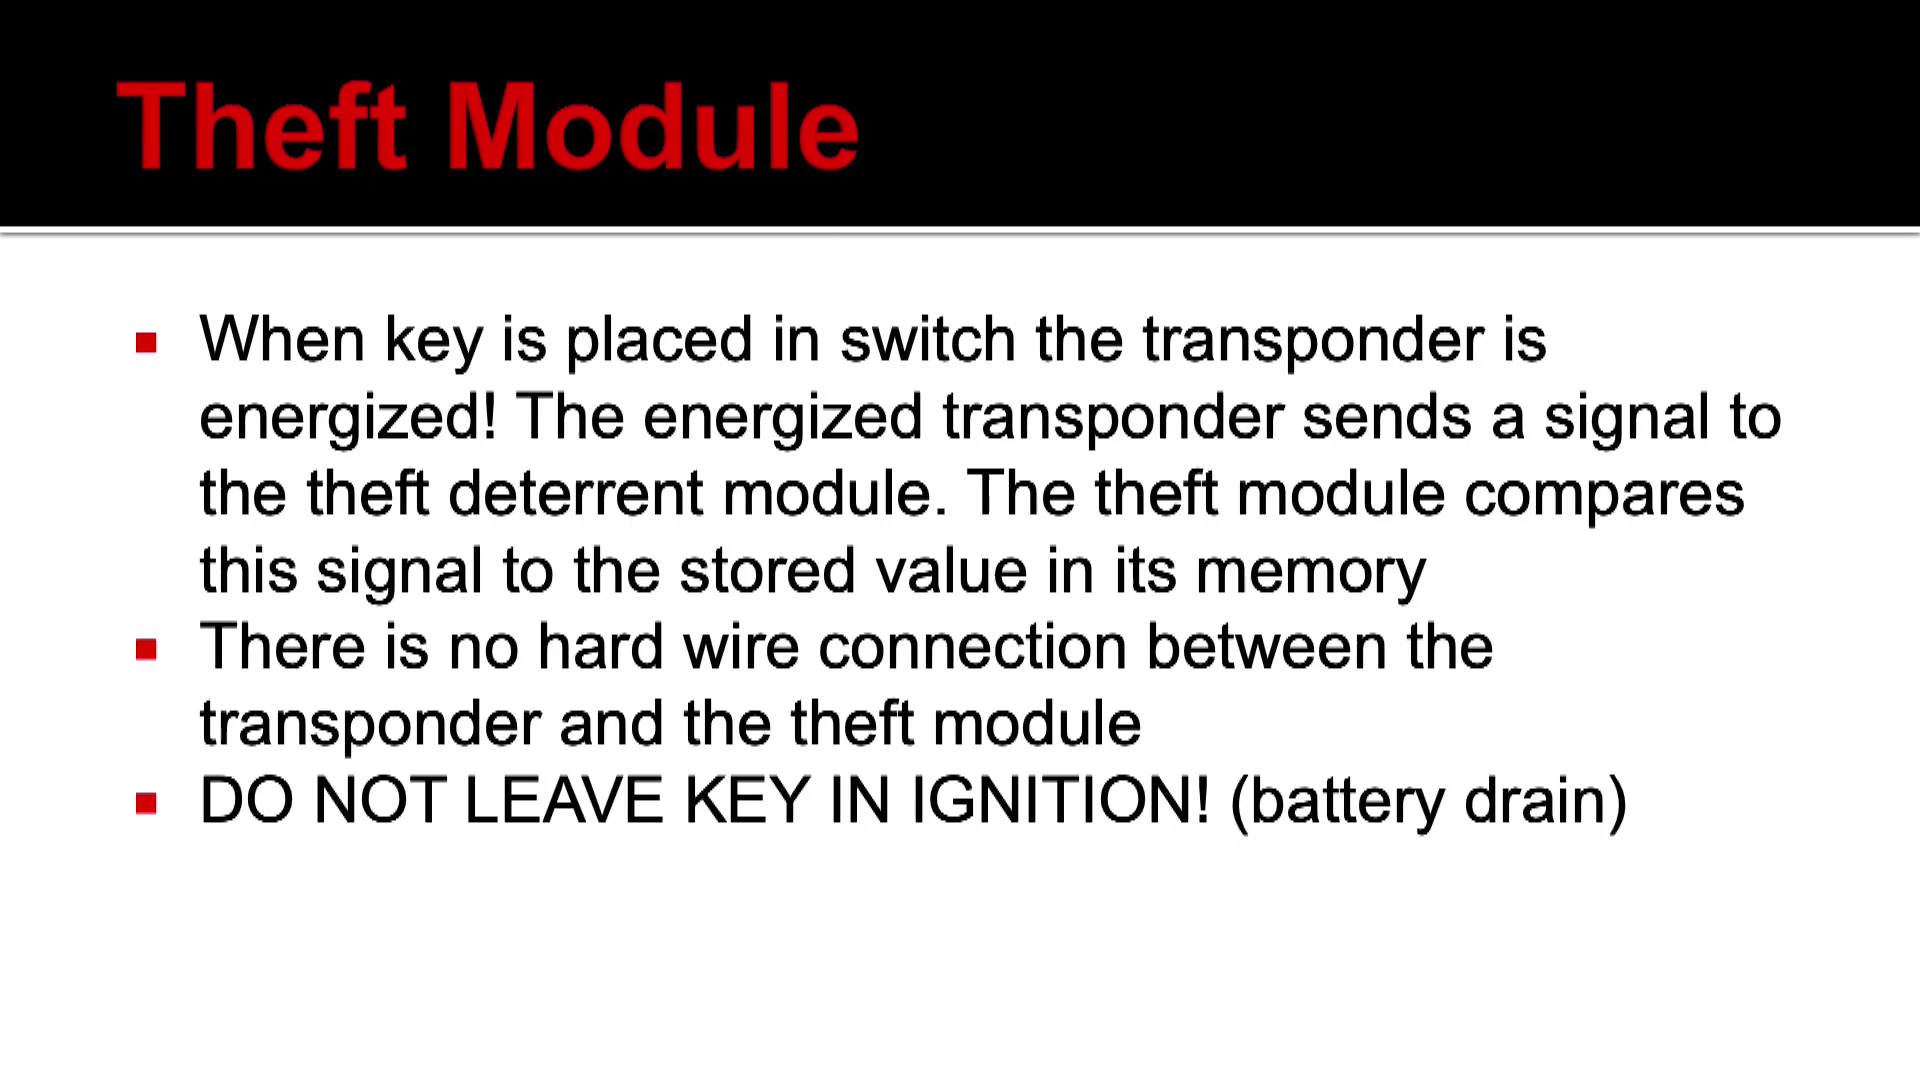 Theft Module
When key is placed in switch the transponder is
energized! The energized transponder sends a signal to
the theft deterrent module. The theft module compares
this signal to the stored value in its memory
There is no hard wire connection between the
transponder and the theft module
DO NOT LEAVE KEY IN IGNITION! (battery drain)